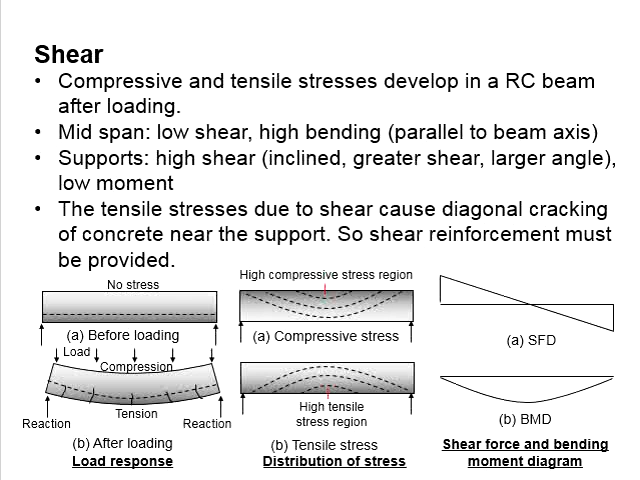 Shear
• Compressive and tensile stresses develop in a RC beam
after loading.
• Mid span: low shear, high bending (parallel to beam axis)
• Supports: high shear (inclined, greater shear, larger angle),
low moment
• The tensile stresses due to shear cause diagonal cracking
of concrete near the support. So shear reinforcement must
be provided.
No stress
(a) Before loading
Load
Compression
Tension
Reaction
Reaction
(b) After loading
Load response
High compressive stress region
(a) Compressive stress
High tensile
stress region
(b) Tensile stress
Distribution of stress
(a) SFD
(b) BMD
Shear force and bending
moment diagram